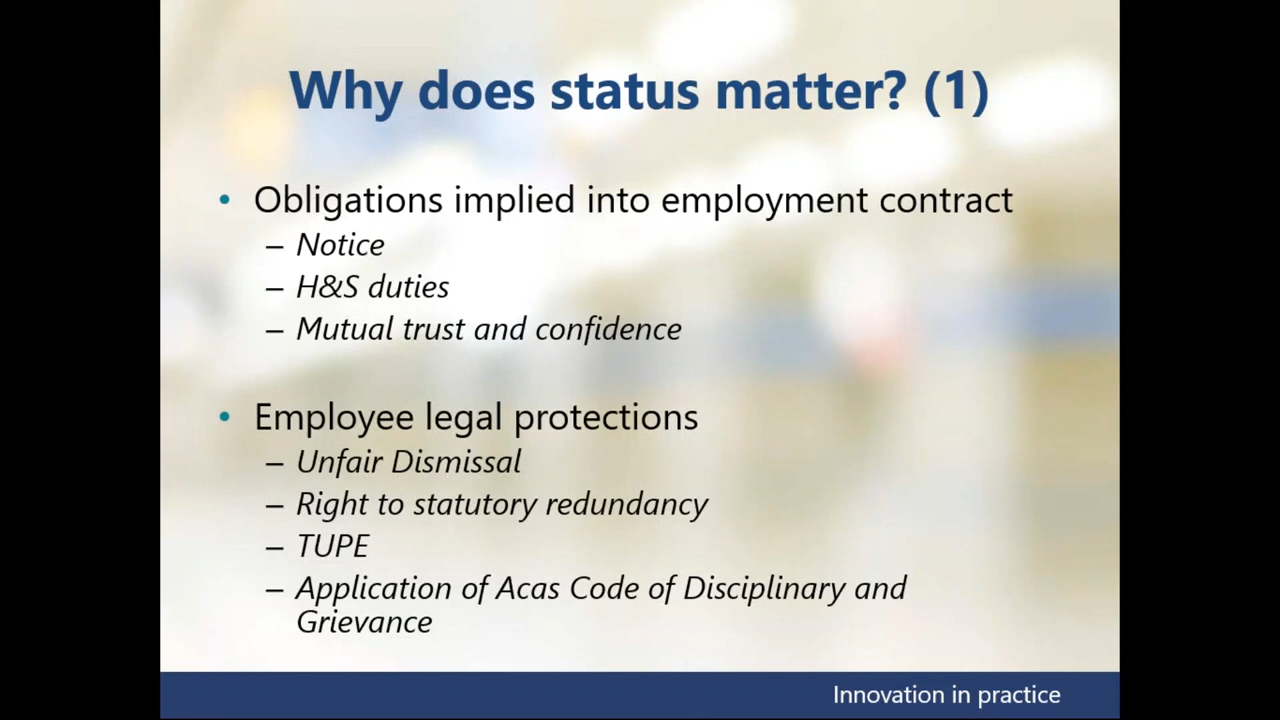 Why does status matter? (1)
• Obligations implied into employment contract
– Notice
– H&S duties
– Mutual trust and confidence
• Employee legal protections
– Unfair Dismissal
– Right to statutory redundancy
– TUPE
– Application of Acas Code of Disciplinary and
Grievance
Innovation in practice